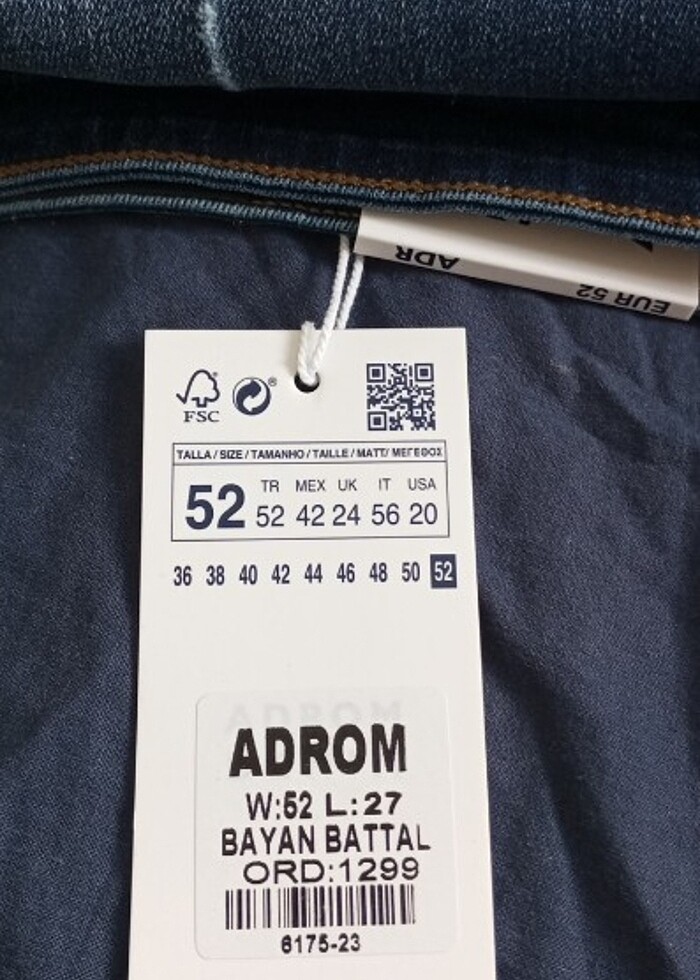 ADR
EUR 52
FSC
TALLA / SIZE / TAMANHO / TAILLE / MATT/ ΜΕΓΕΘΟΣ
52
TR MEX UK IT USA
52 42 24 56 20
36 38 40 42 44 46 48 50 52
ADROM
ADROM
W:52 L:27
BAYAN BATTAL
ORD:1299
6175-23